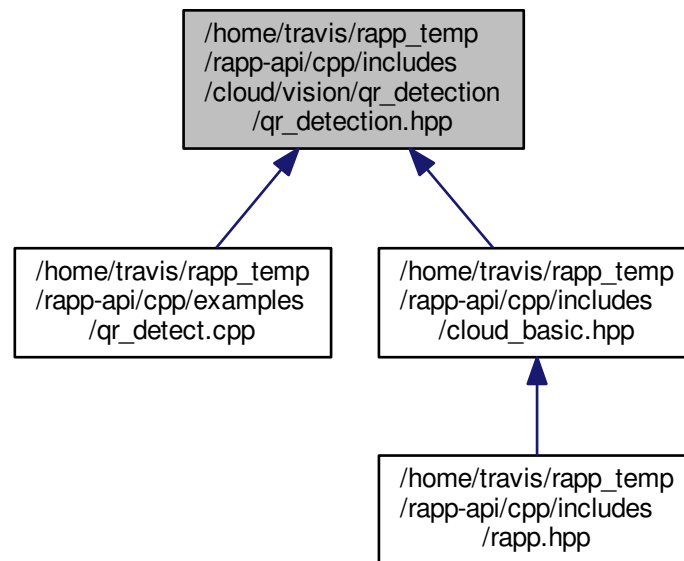 /home/travis/rapp_temp
/rapp-api/cpp/includes
/cloud/vision/qr_detection
/qr_detection.hpp
/home/travis/rapp_temp
/rapp-api/cpp/examples
/qr_detect.cpp
/home/travis/rapp_temp
/rapp-api/cpp/includes
/cloud_basic.hpp
/home/travis/rapp_temp
/rapp-api/cpp/includes
/rapp.hpp